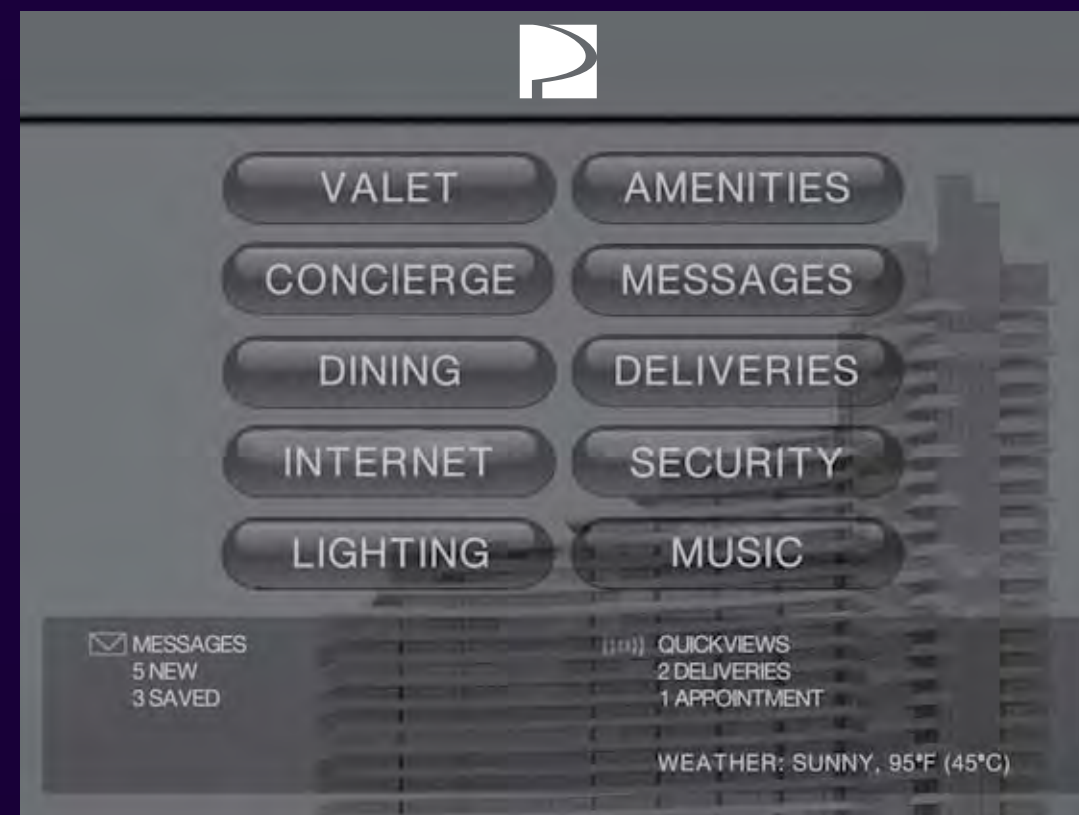 VALET
AMENITIES
CONCIERGE
MESSAGES
DINING
DELIVERIES
INTERNET
SECURITY
LIGHTING
MUSIC
MESSAGES
5 NEW
3 SAVED
QUICKVIEWS
2 DELIVERIES
1 APPOINTMENT
WEATHER: SUNNY, 95°F (45°C)